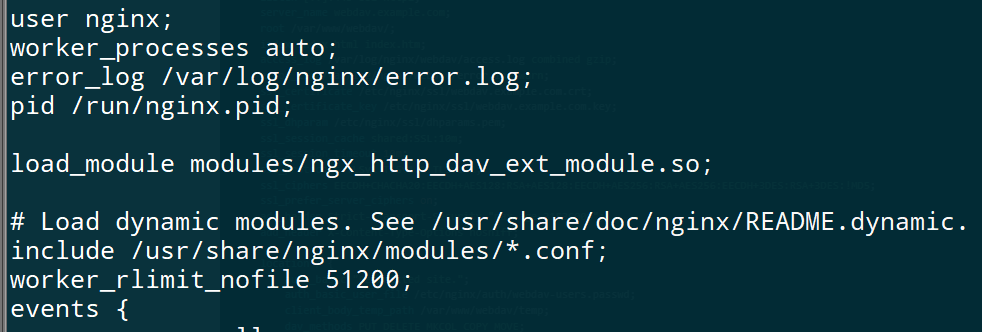 user nginx;
worker_processes auto;
error_log /var/log/nginx/error.log;
pid /run/nginx.pid;
load_module modules/ngx_http_dav_ext_module.so;
# Load dynamic modules. See /usr/share/doc/nginx/README.dynamic.
include /usr/share/nginx/modules/*.conf;
worker_rlimit_nofile 51200;
events {